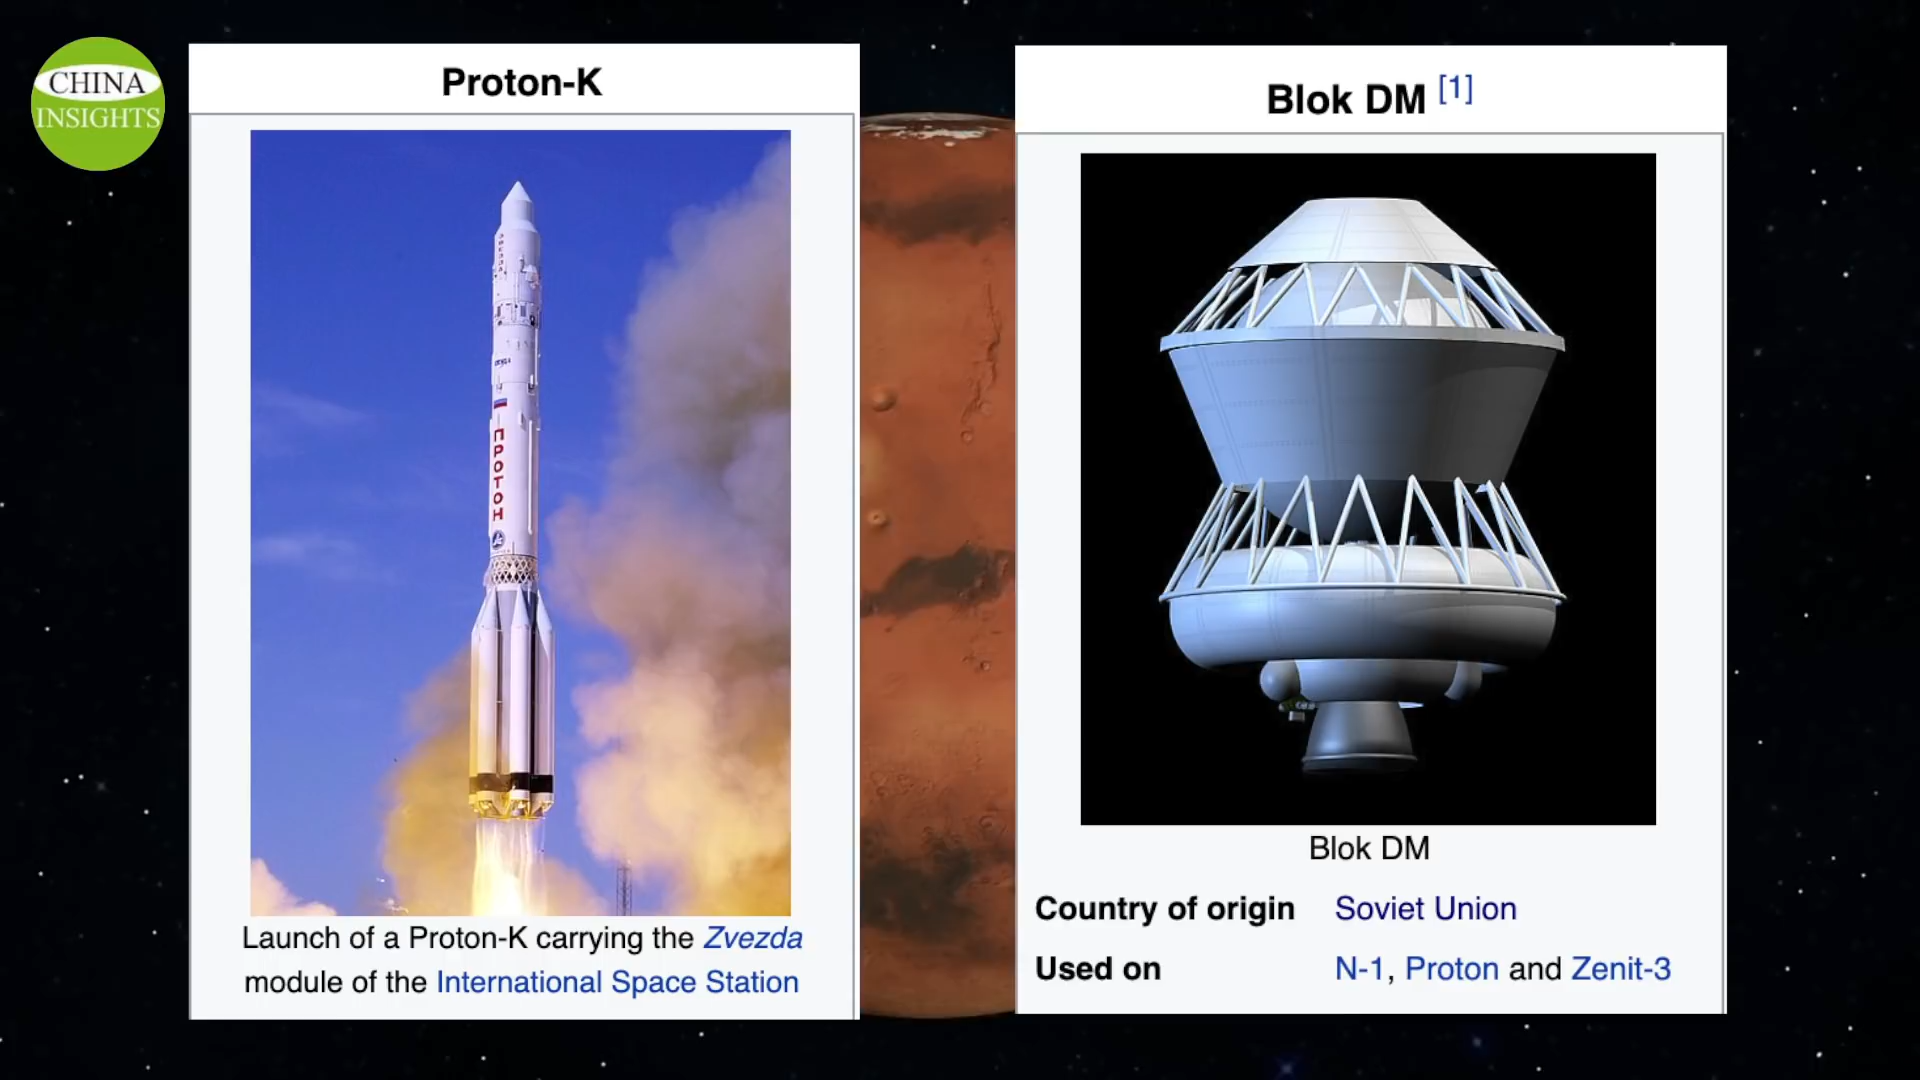 CHINA
INSIGHTS
Proton-K
ПРОТОН
Launch of a Proton-K carrying the Zvezda
module of the International Space Station
Blok DM [1]
Blok DM
Country of origin Soviet Union
Used on N-1, Proton and Zenit-3